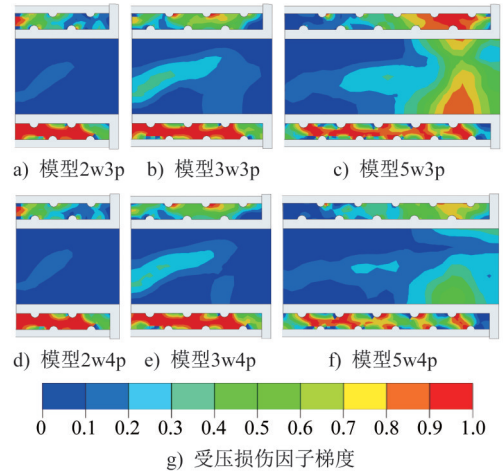 a) 模型2w3p b) 模型3w3p c) 模型5w3p
d) 模型2w4p e) 模型3w4p f) 模型5w4p
0 0.1 0.2 0.3 0.4 0.5 0.6 0.7 0.8 0.9 1.0
g) 受压损伤因子梯度